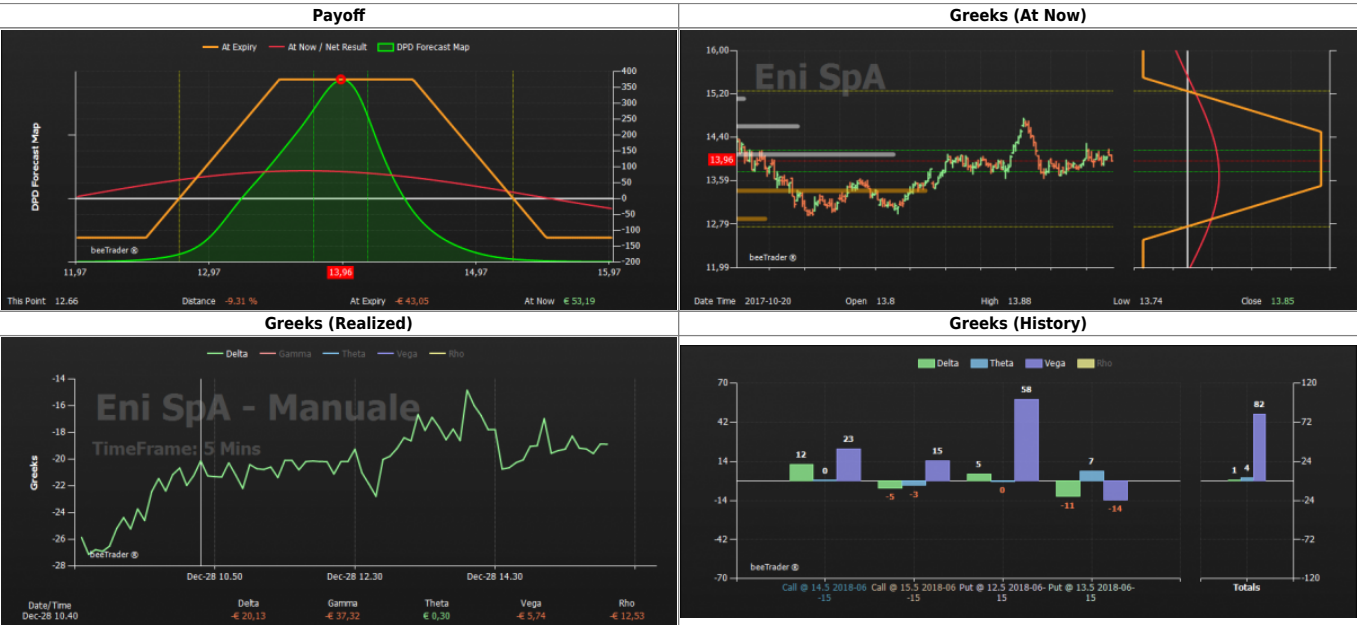 Payoff
Greeks (At Now)
At Expiry At Now / Net Result DPD Forecast Map
DPD Forecast Map
400
350
300
250
200
150
100
50
0
-50
-100
-150
-200
beeTrader ®
11,97 12,97 13,96 14,97 15,97
This Point 12.66 Distance -9.31 % At Expiry -€ 43,05 At Now € 53,19
Eni SpA
16,00
15,20
14,40
13,96
13,59
12,79
11,99
beeTrader ®
Date Time 2017-10-20 Open 13.8 High 13.88 Low 13.74 Close 13.85
Greeks (Realized)
Greeks (History)
Delta Gamma Theta Vega Rho
Eni SpA - Manuale
TimeFrame: 5 Mins
Greeks
-14
-16
-18
-20
-22
-24
-26
-28
beeTrader ®
Dec-28 10.50 Dec-28 12.30 Dec-28 14.30
Date/Time Delta Gamma Theta Vega Rho
Dec-28 10.40 -€ 20,13 -€ 37,32 € 0,30 -€ 5,74 -€ 12,53
Delta Theta Vega Rho
70
42
14
-14
-42
-70
12 0 23
-5 -3 15
5 0 58
-11 7 -14
1 4 82
120
72
24
-24
-72
-120
beeTrader ®
Call @ 14.5 2018-06 Call @ 15.5 2018-06 Put @ 12.5 2018-06- Put @ 13.5 2018-06- Totals
-15 -15 15 15